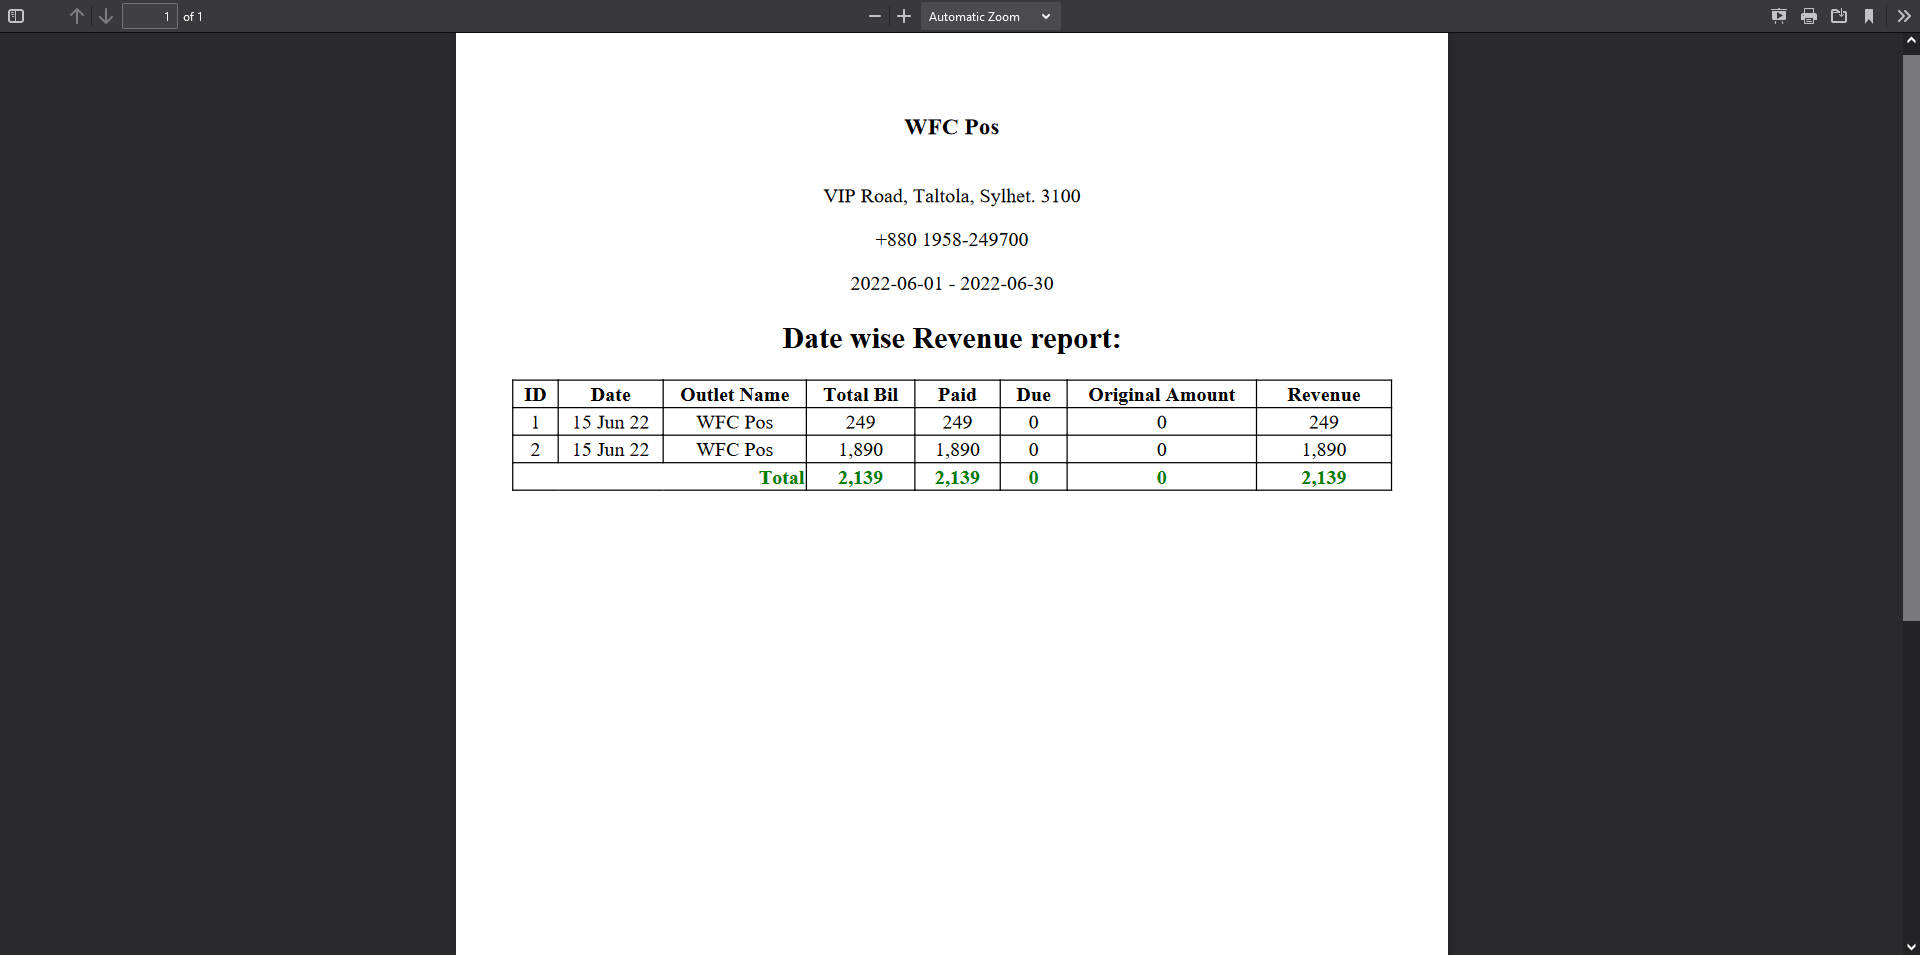 1 of 1 Automatic Zoom
WFC Pos
VIP Road, Taltola, Sylhet. 3100
+880 1958-249700
2022-06-01 - 2022-06-30
Date wise Revenue report:
ID Date Outlet Name Total Bil Paid Due Original Amount Revenue
1 15 Jun 22 WFC Pos 249 249 0 0 249
2 15 Jun 22 WFC Pos 1,890 1,890 0 0 1,890
Total 2,139 2,139 0 0 2,139